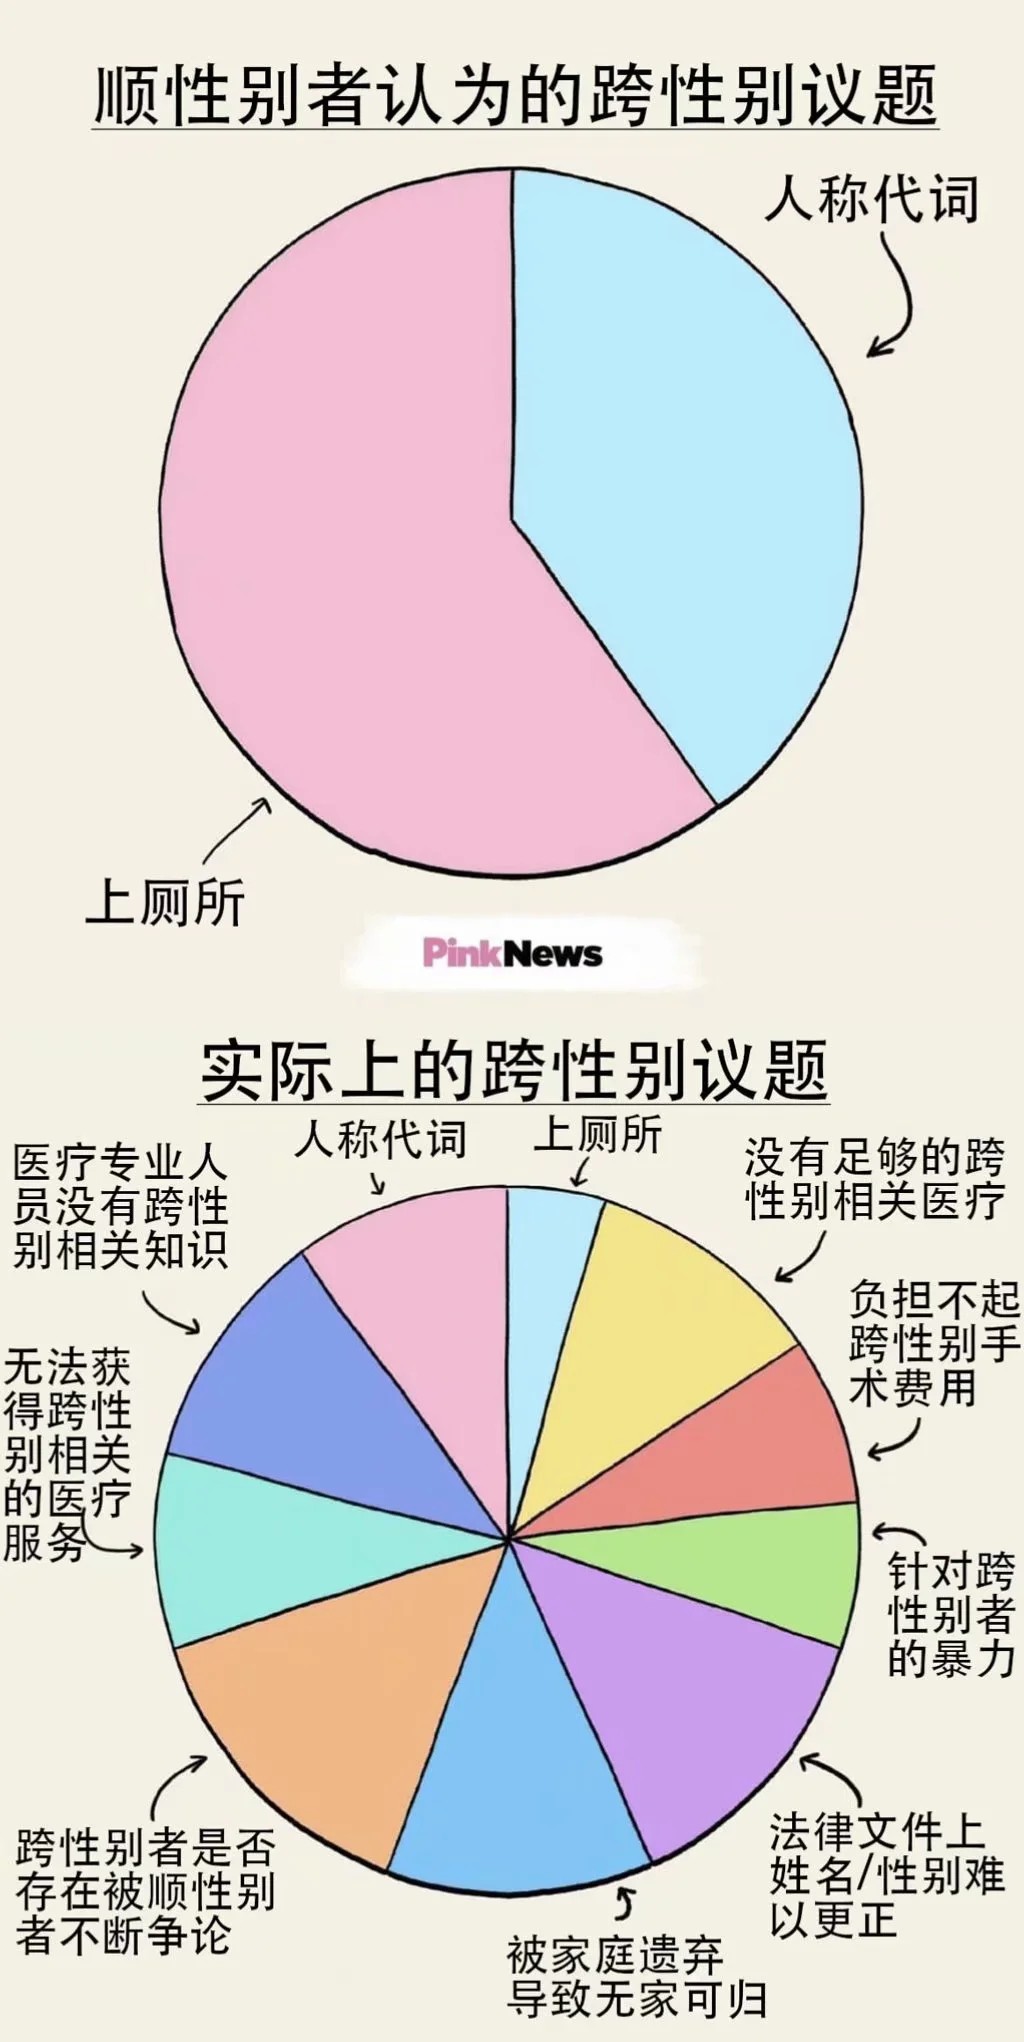 顺性别者认为的跨性别议题
人称代词
上厕所
PinkNews
实际上的跨性别议题
人称代词
上厕所
医疗专业人
员没有跨性
别相关知识
没有足够的跨
性别相关医疗
负担不起
跨性别手
术费用
无法获
得跨性
别相关
的医疗
服务
针对跨
性别者
的暴力
跨性别者是否
存在被顺性别
者不断争论
法律文件上
姓名/性别难
以更正
被家庭遗弃
导致无家可归